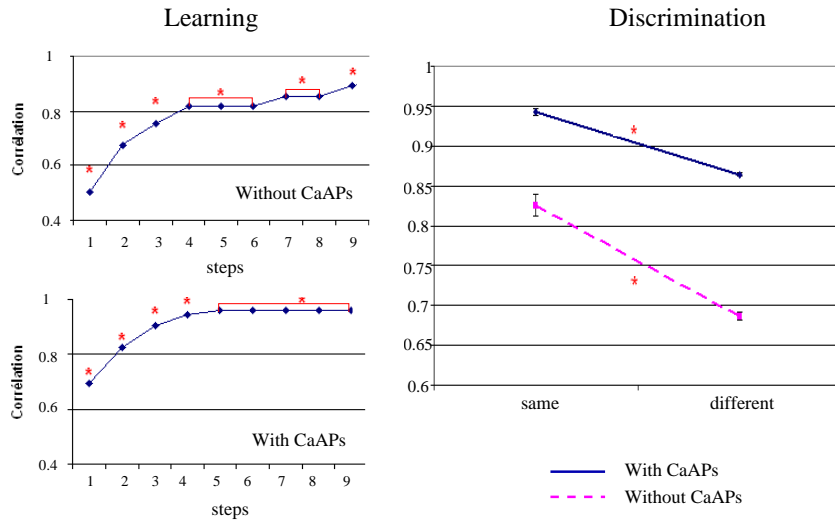 Learning
1
0.8
0.6
0.4
Corrélation
* * * * * *
Without CaAPs
1 2 3 4 5 6 7 8 9
steps
1
0.8
0.6
0.4
Corrélation
* * * * *
With CaAPs
1 2 3 4 5 6 7 8 9
steps
Discrimination
1
0.95
0.9
0.85
0.8
0.75
0.7
0.65
0.6
*
*
same different
With CaAPs
Without CaAPs